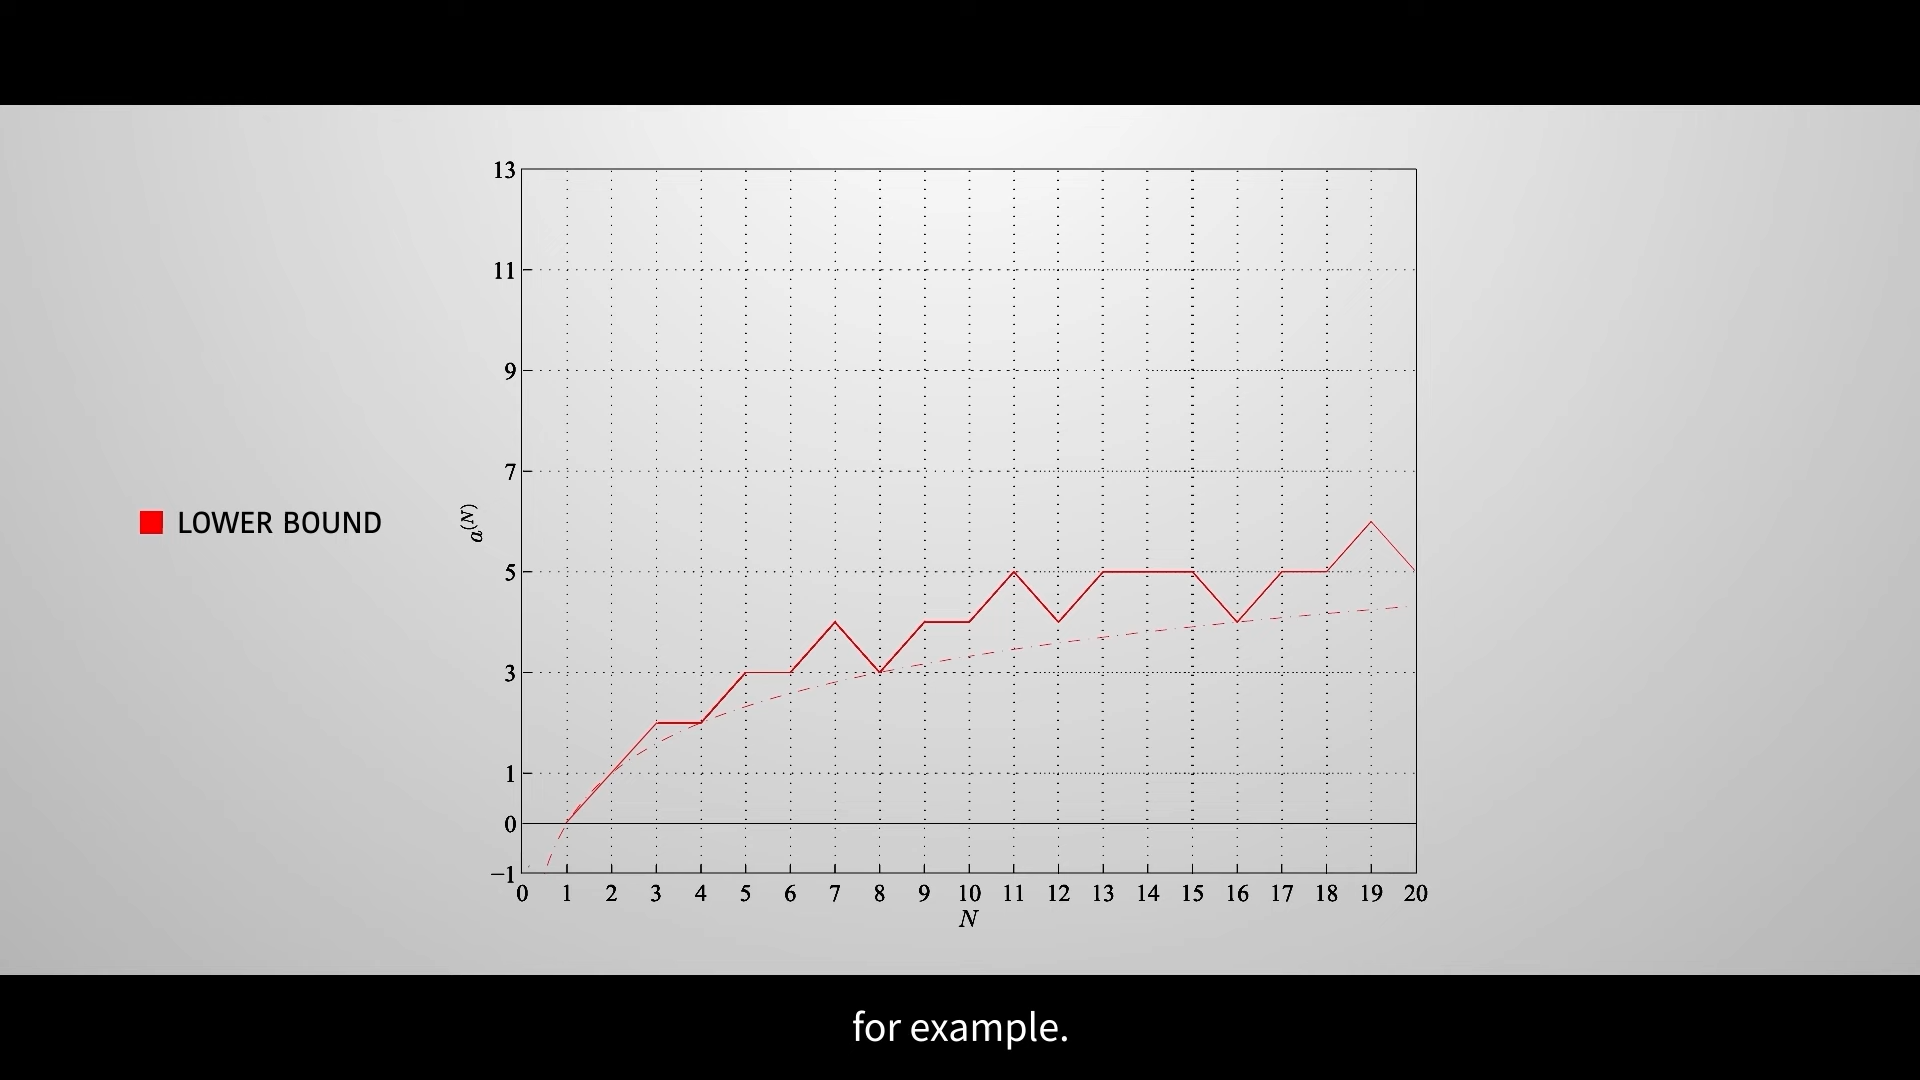 13
11
9
7
5
3
1
0
−1
a(N)
LOWER BOUND
0 1 2 3 4 5 6 7 8 9 10 11 12 13 14 15 16 17 18 19 20
N
for example.